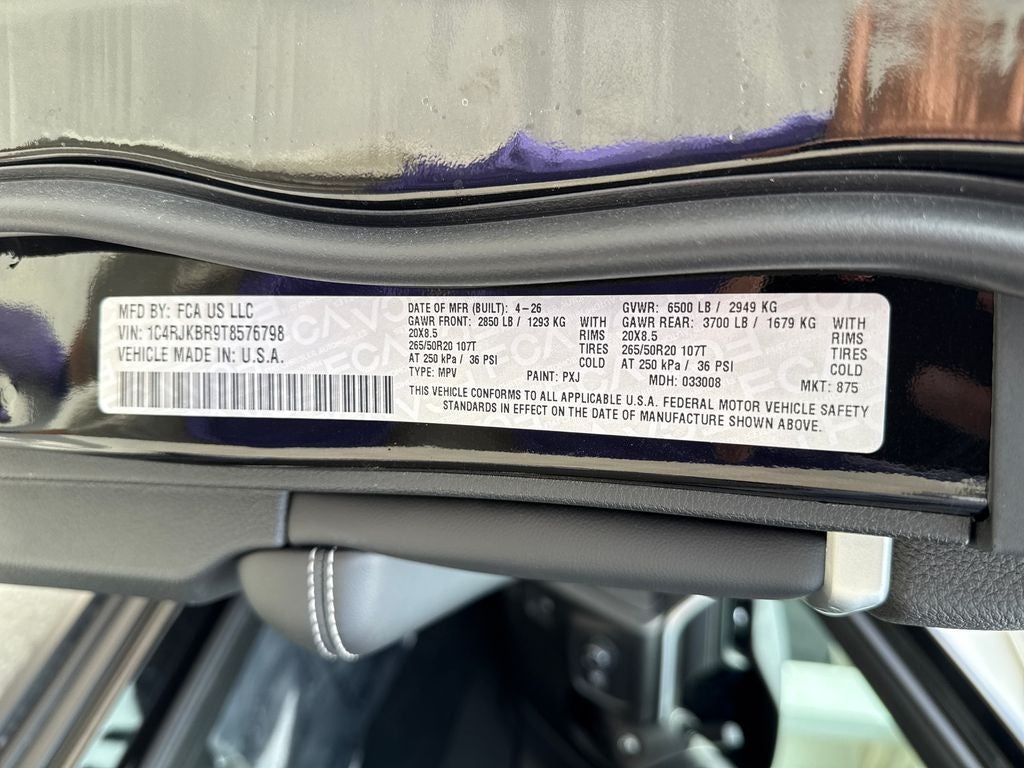 MFD BY: FCA US LLC
VIN: 1C4RJKBR9T8576798
VEHICLE MADE IN: U.S.A.
DATE OF MFR (BUILT): 4-26
GAWR FRONT: 2850 LB / 1293 KG WITH
20X8.5 RIMS
265/50R20 107T TIRES
AT 250 kPa / 36 PSI COLD
TYPE: MPV PAINT: PXJ
GVWR: 6500 LB / 2949 KG
GAWR REAR: 3700 LB / 1679 KG WITH
20X8.5 RIMS
265/50R20 107T TIRES
AT 250 kPa / 36 PSI COLD
MDH: 033008 MKT: 875
THIS VEHICLE CONFORMS TO ALL APPLICABLE U.S.A. FEDERAL MOTOR VEHICLE SAFETY
STANDARDS IN EFFECT ON THE DATE OF MANUFACTURE SHOWN ABOVE.